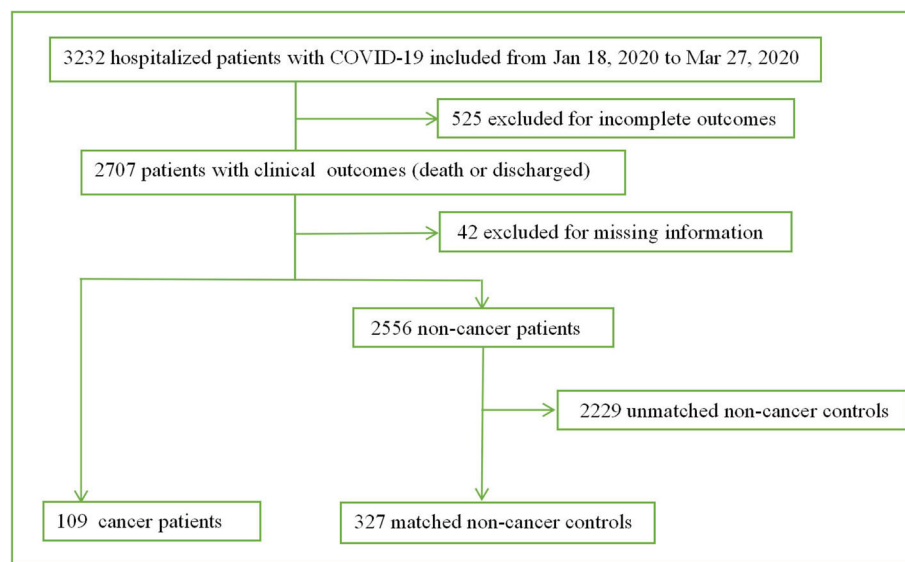 3232 hospitalized patients with COVID-19 included from Jan 18, 2020 to Mar 27, 2020
525 excluded for incomplete outcomes
2707 patients with clinical outcomes (death or discharged)
42 excluded for missing information
2556 non-cancer patients
2229 unmatched non-cancer controls
109 cancer patients
327 matched non-cancer controls